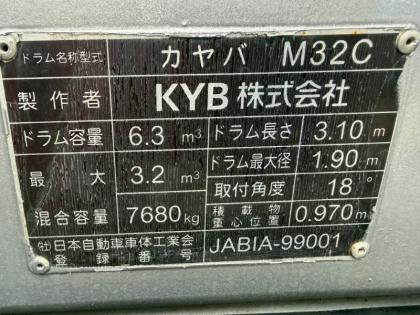 ドラム名称型式 カヤバ M32C
製作者 KYB株式会社
ドラム容量 6.3 m³ ドラム長さ 3.10 m
最大 3.2 m³ ドラム最大径 1.90 m
混合容量 7680kg 取付角度 18°
積載物重心位置 0.970m
(社)日本自動車車体工業会
登録番号 JABIA-99001